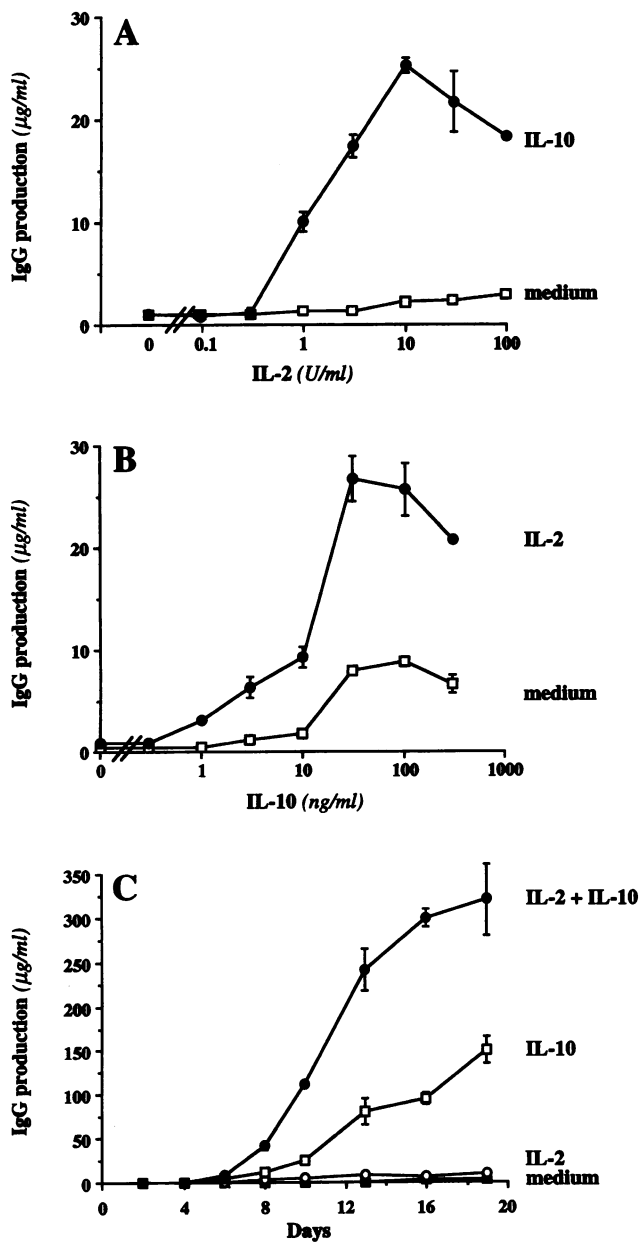 A
IgG production (µg/ml)
30
20
10
0
IL-10
medium
0 0.1 1 10 100
IL-2 (U/ml)
B
IgG production (µg/ml)
30
20
10
0
IL-2
medium
0 1 10 100 1000
IL-10 (ng/ml)
C
IgG production (µg/ml)
350
300
250
200
150
100
50
0
IL-2 + IL-10
IL-10
IL-2
medium
0 4 8 12 16 20
Days